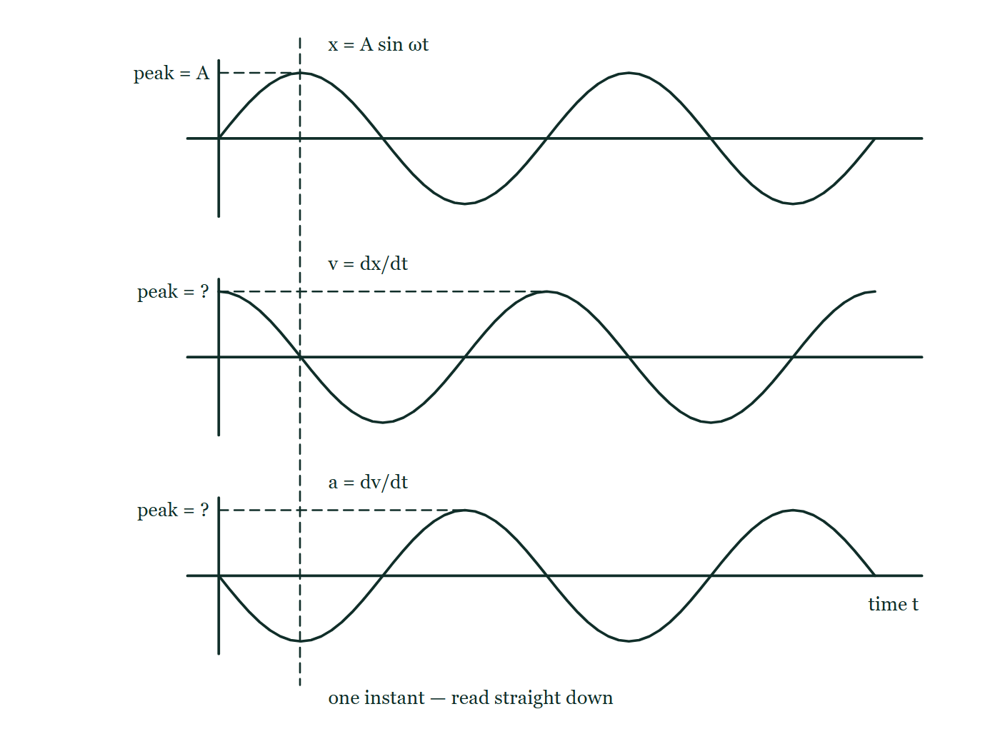 x = A sin ωt
peak = A
v = dx/dt
peak = ?
a = dv/dt
peak = ?
time t
one instant — read straight down